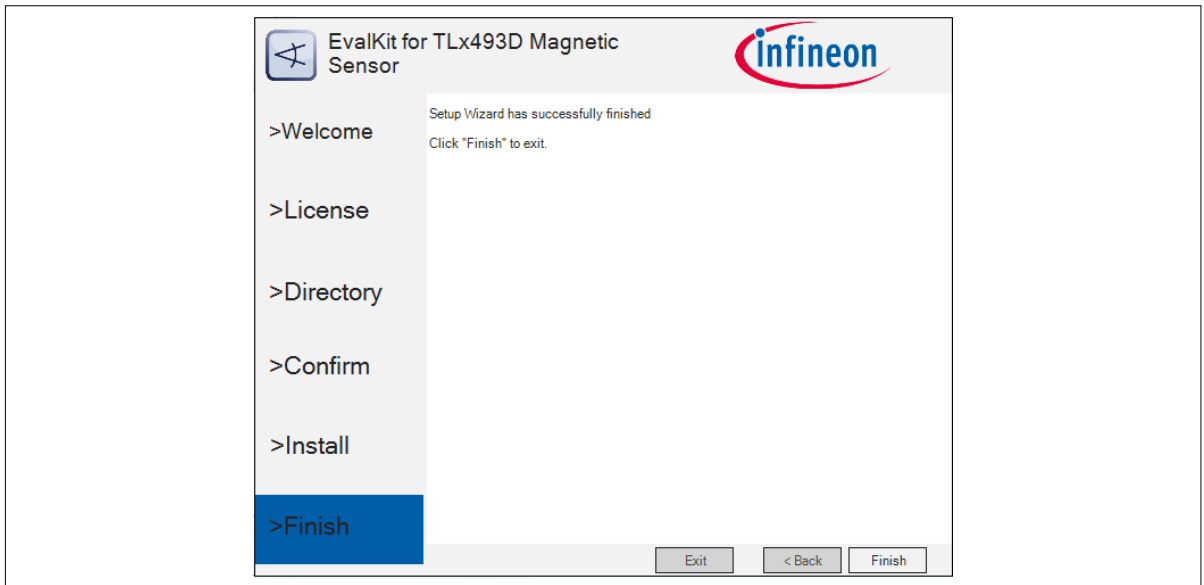 EvalKit for TLx493D Magnetic
Sensor
infineon
>Welcome
Setup Wizard has successfully finished
Click "Finish" to exit.
>License
>Directory
>Confirm
>Install
>Finish
Exit
< Back
Finish